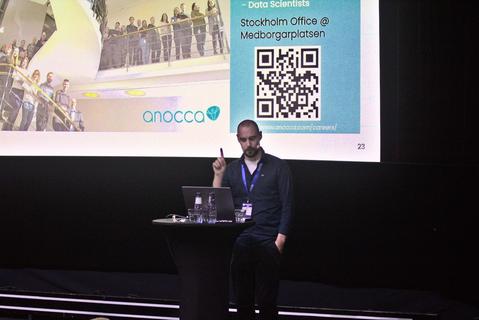 - Data Scientists
Stockholm Office @
Medborgarplatsen
anocca
www.anocca.com/careers/
23